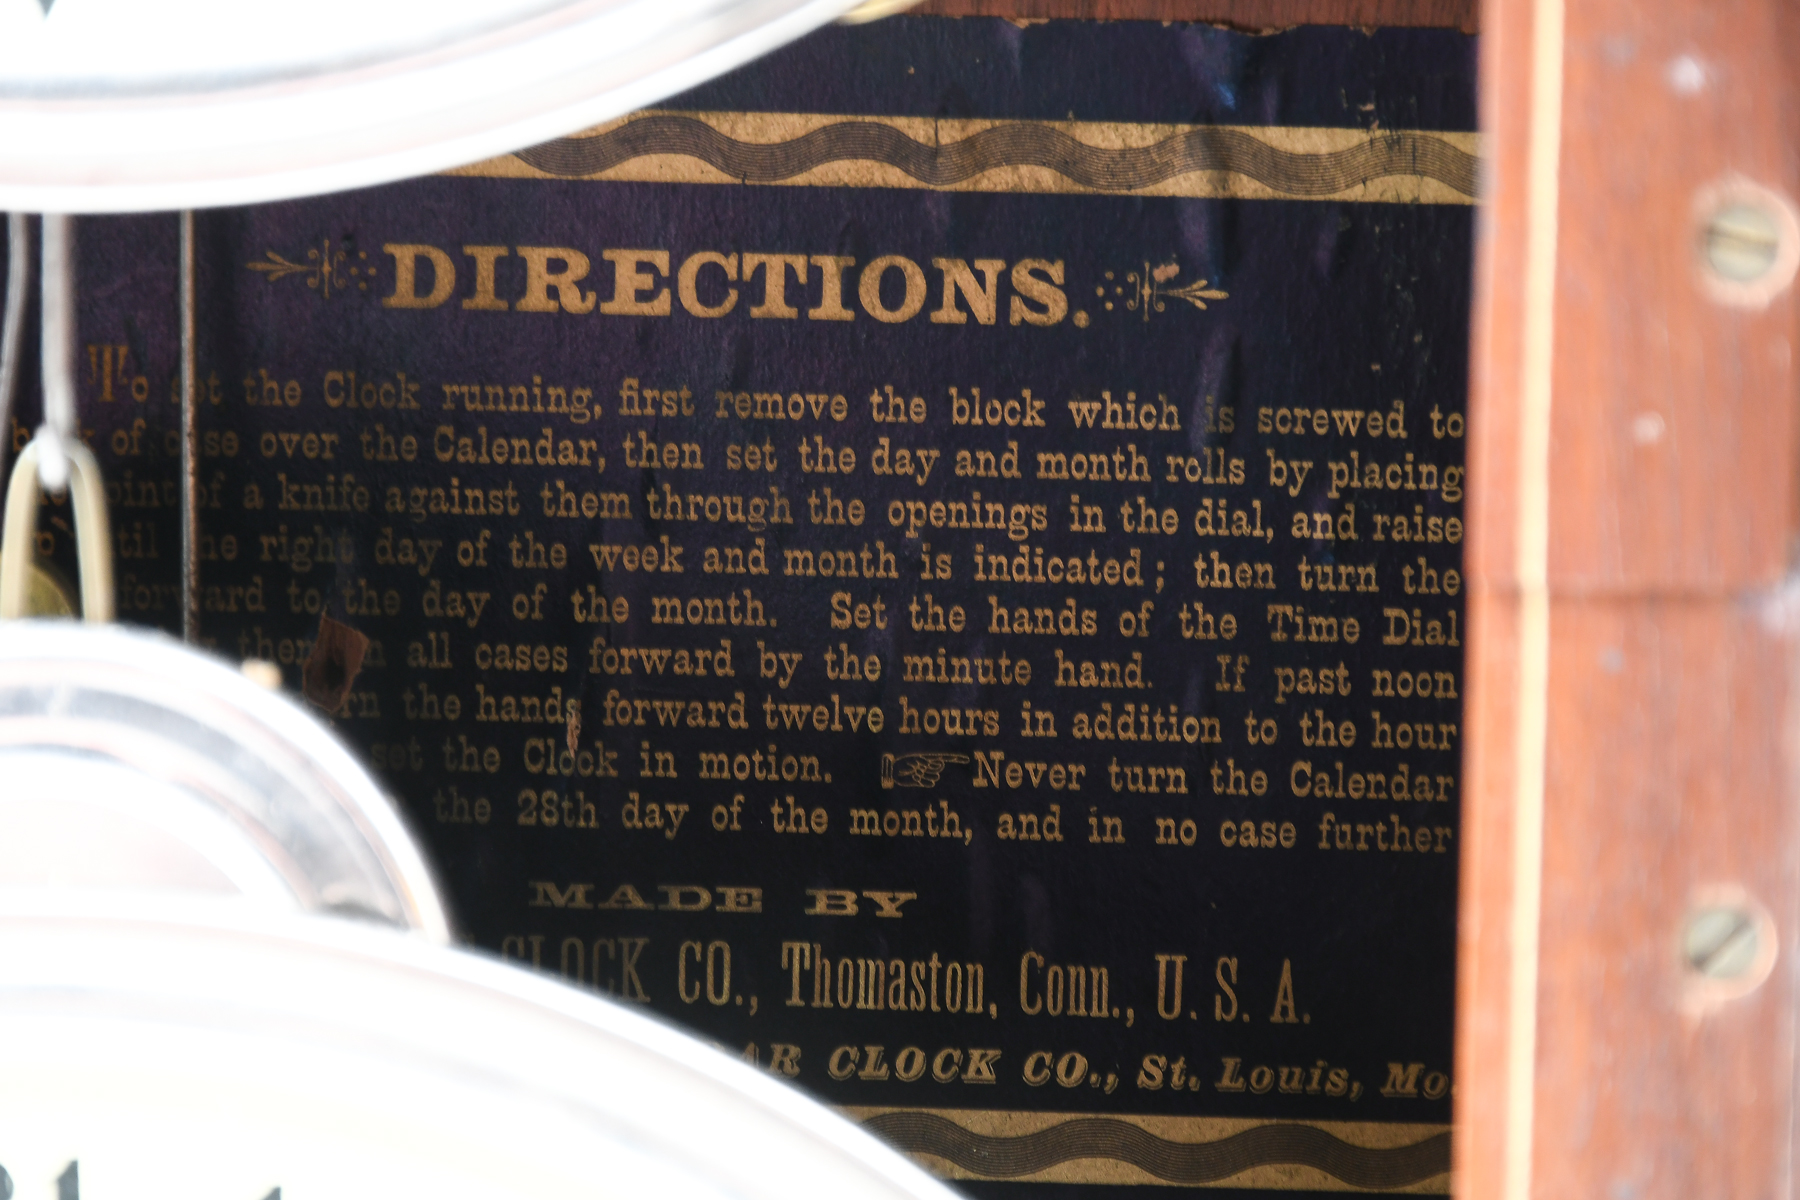 DIRECTIONS.
To set the Clock running, first remove the block which is screwed to
of case over the Calendar, then set the day and month rolls by placing
point of a knife against them through the openings in the dial, and raise
the right day of the week and month is indicated; then turn the
forward to the day of the month. Set the hands of the Time Dial
all cases forward by the minute hand. If past noon
the hands forward twelve hours in addition to the hour
set the Clock in motion. ☞Never turn the Calendar
the 28th day of the month, and in no case further
MADE BY
CLOCK CO., Thomaston, Conn., U. S. A.
CLOCK CO., St. Louis, Mo.